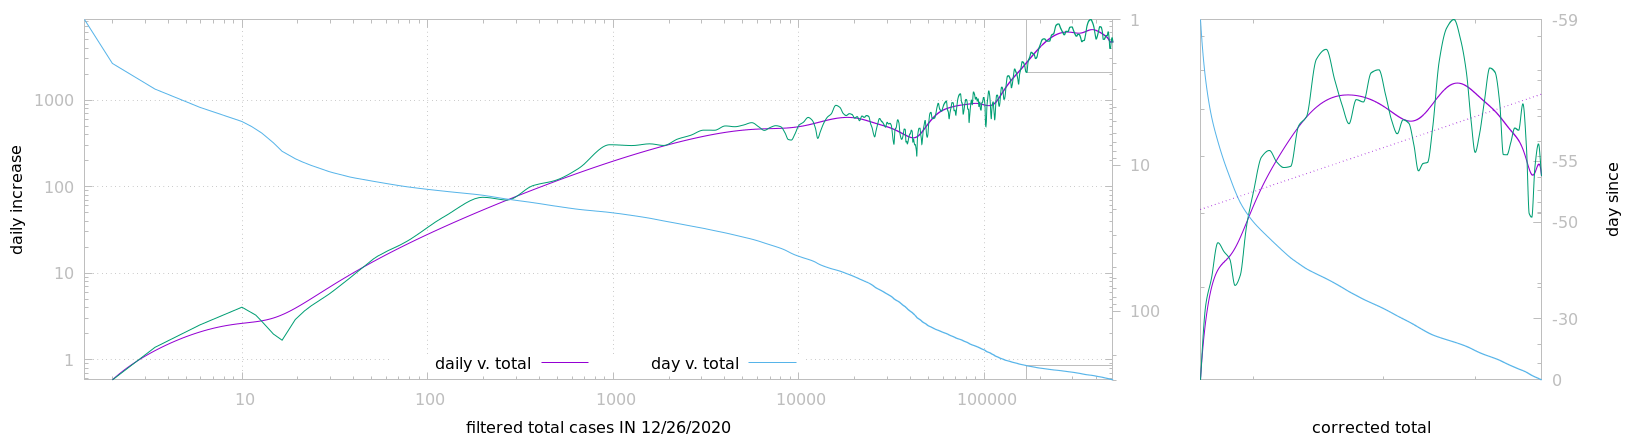 daily increase
1000
100
10
1
10
100
1000
10000
100000
filtered total cases IN 12/26/2020
daily v. total
day v. total
1
10
100
-59
-55
-50
-30
0
day since
corrected total